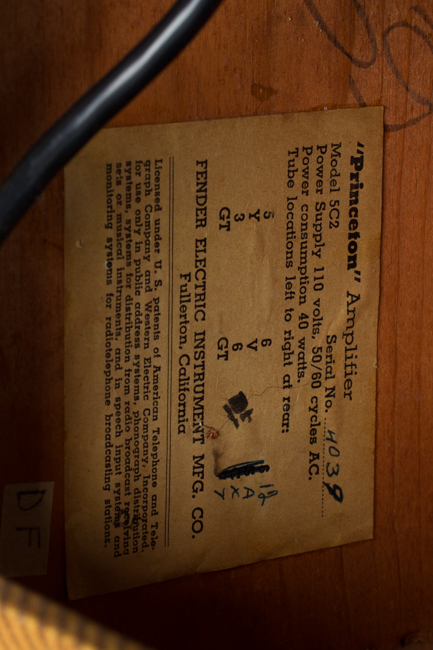 "Princeton" Amplifier
Model 5C2 Serial No. 4039
Power Supply 110 volts, 50/60 cycles AC.
Power consumption 40 watts.
Tube locations left to right at rear:
5 6 12
Y V A
3 6 X
GT GT 7
FENDER ELECTRIC INSTRUMENT MFG. CO.
Fullerton, California
Licensed under U. S. patents of American Telephone and Tele-
graph Company and Western Electric Company, Incorporated.
for use only in public address systems, phonograph distribution
systems, systems for distribution from radio broadcast receiving
sets or musical instruments, and in speech input systems and
monitoring systems for radiotelephone broadcasting stations.
DF